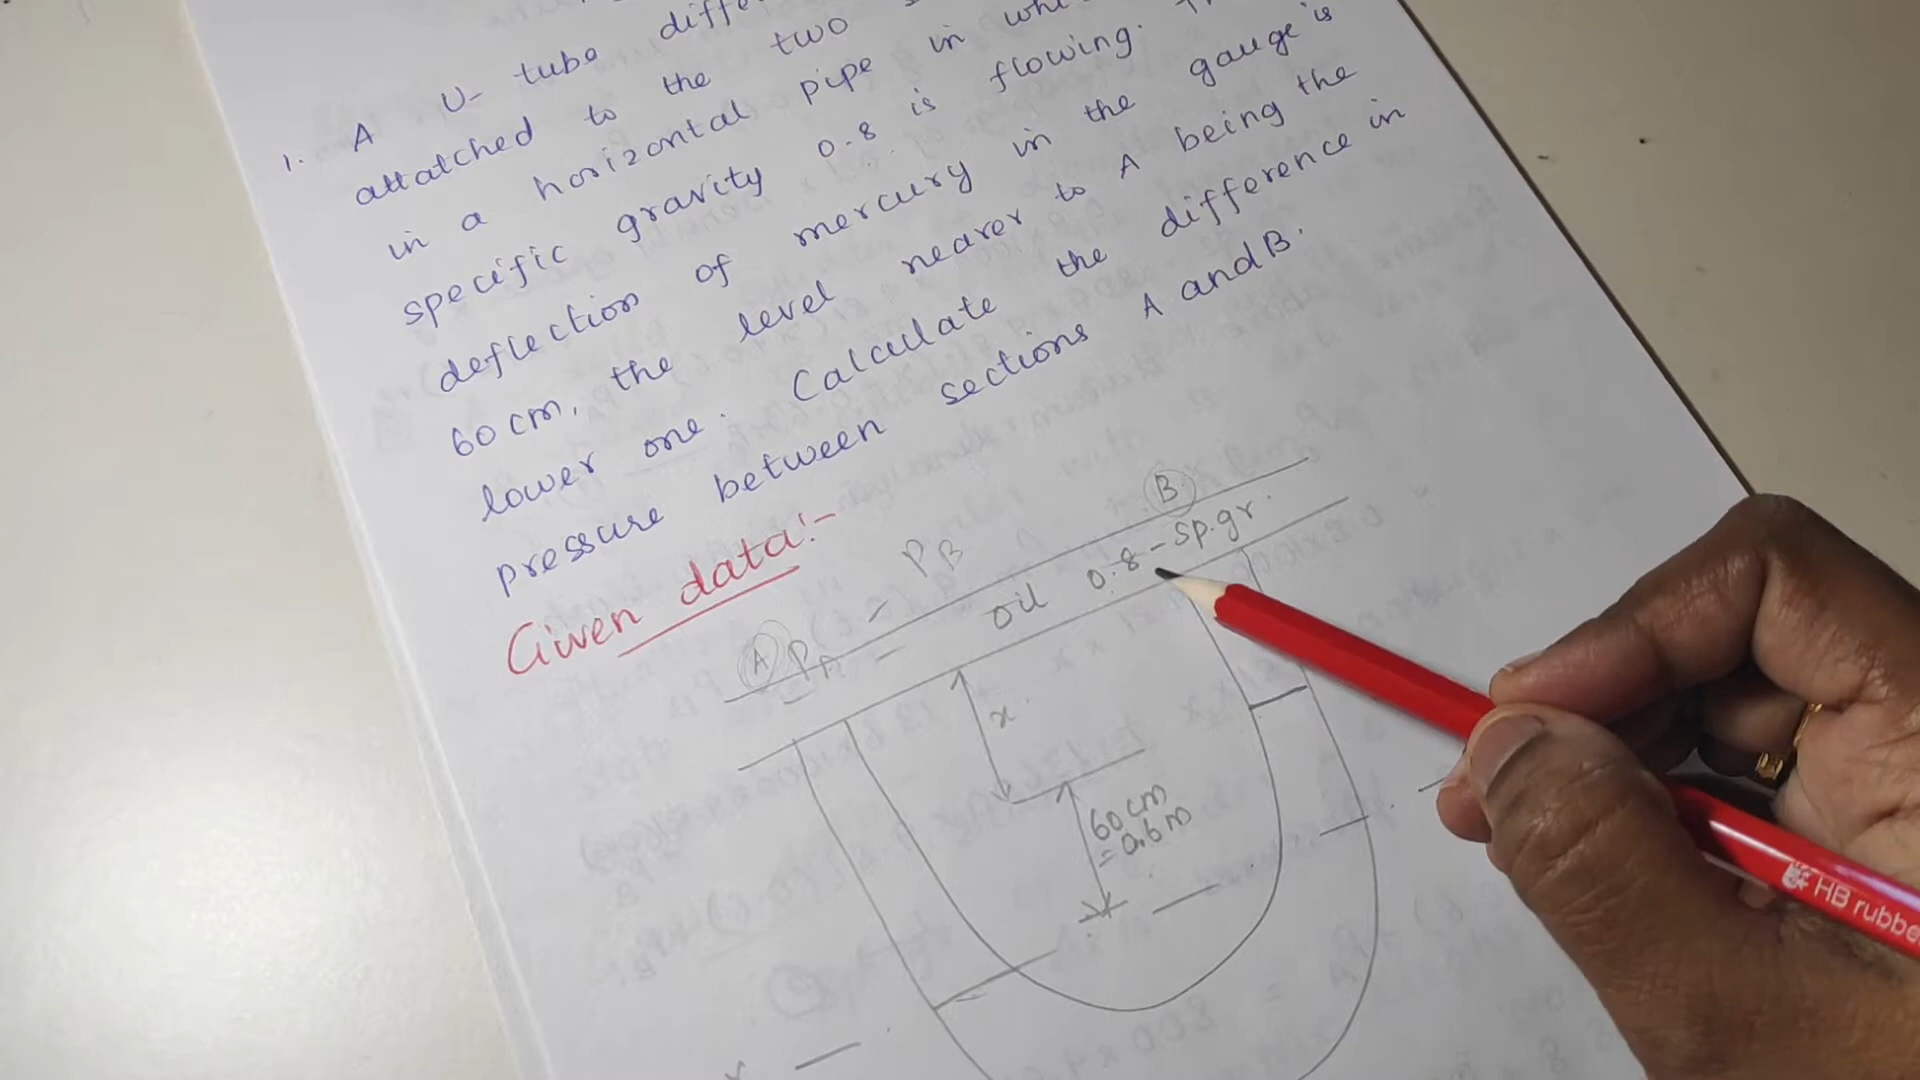 1. A U- tube diffe
attatched to the two
in a horizontal pipe in whi
specific gravity 0.8 is flowing. T
deflection of mercury in the gauge is
60 cm, the level nearer to A being the
lower one. Calculate the difference in
pressure between sections A and B.
Given data:-
B
PB
oil 0.8 - sp.gr.
A PA
x
60 cm
= 0.6 m
HB rubbe